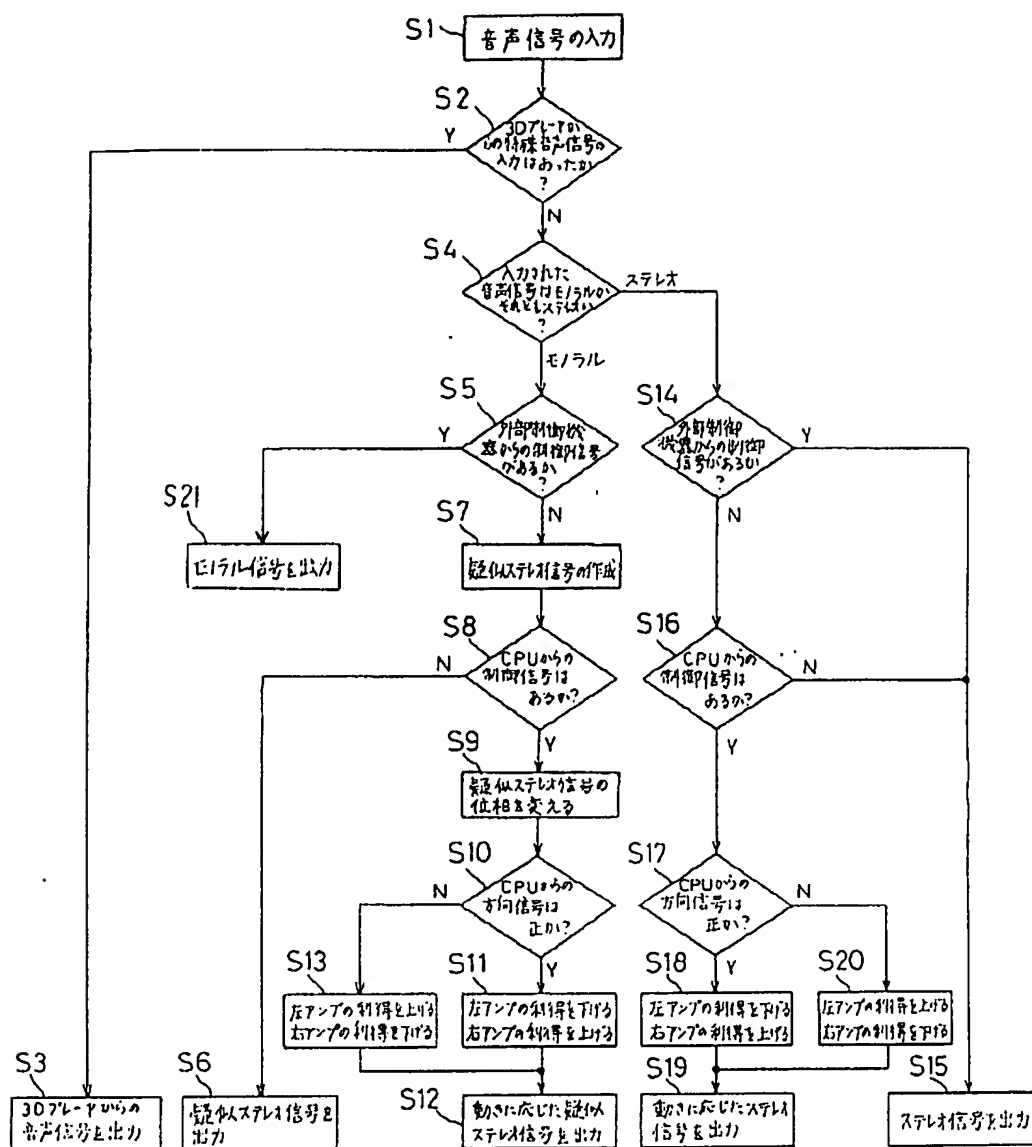 S1
音声信号の入力
S2
3Dプレーヤか
らの特殊音声信号の
入力はあったか
?
Y
N
S4
入力された
音声信号はモノラルか
それともステレオか
?
ステレオ
モノラル
S5
外部制御機
器からの制御信号
があるか
?
Y
N
S14
外部制御
機器からの制御
信号があるか
?
Y
N
S21
モノラル信号を出力
S7
疑似ステレオ信号の作成
S8
CPUからの
制御信号は
あるか?
N
Y
S16
CPUからの
制御信号は
あるか?
N
Y
S9
疑似ステレオ信号の
位相を変える
S10
CPUからの
方向信号は
正か?
N
Y
S17
CPUからの
方向信号は
正か?
N
Y
S13
左アンプの利得を上げる
右アンプの利得を下げる
S11
左アンプの利得を下げる
右アンプの利得を上げる
S18
左アンプの利得を下げる
右アンプの利得を上げる
S20
左アンプの利得を上げる
右アンプの利得を下げる
S3
3Dプレーヤからの
音声信号を出力
S6
疑似ステレオ信号を
出力
S12
動きに応じた疑似
ステレオ信号を出力
S19
動きに応じたステレオ
信号を出力
S15
ステレオ信号を出力